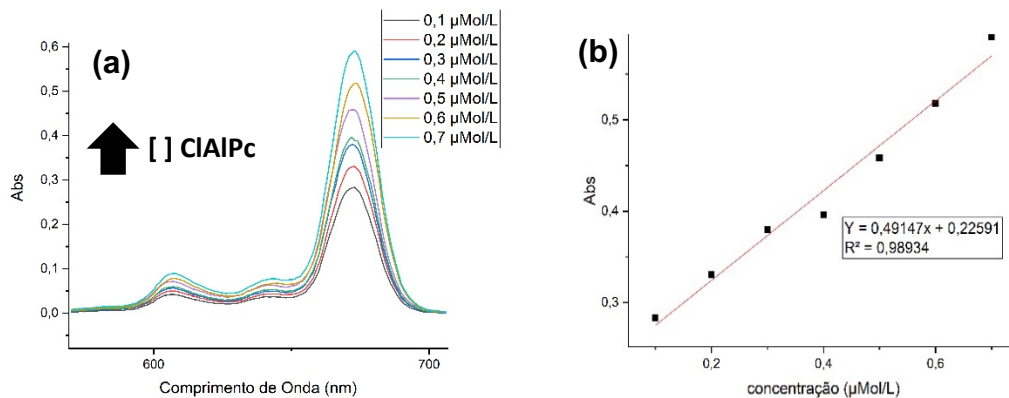 (a)
0,1 µMol/L
0,2 µMol/L
0,3 µMol/L
0,4 µMol/L
0,5 µMol/L
0,6 µMol/L
0,7 µMol/L
[ ] ClAlPc
Abs
0,6
0,5
0,4
0,3
0,2
0,1
0,0
600
700
Comprimento de Onda (nm)
(b)
Abs
0,5
0,4
0,3
Y = 0,49147x + 0,22591
R² = 0,98934
0,2
0,4
0,6
concentração (µMol/L)